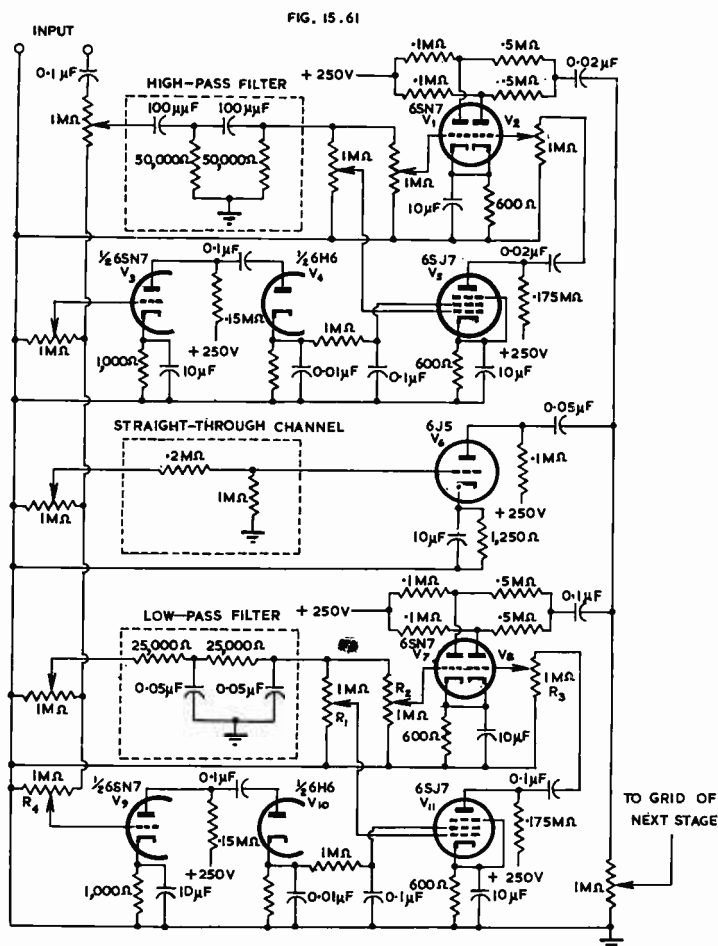 FIG. 15.61
INPUT
0.1μF
1MΩ
HIGH-PASS FILTER
100μμF 100μμF
50,000Ω 50,000Ω
1MΩ
1MΩ
+250V
.1MΩ .5MΩ
.1MΩ .5MΩ
0.02μF
6SN7
V1 V2
1MΩ
10μF
600Ω
½6SN7
V3
0.1μF
½6H6
V4
1MΩ
.15MΩ
+250V
1,000Ω
10μF
1MΩ
0.01μF
0.1μF
6SJ7
V5
0.02μF
.175MΩ
+250V
600Ω
10μF
STRAIGHT-THROUGH CHANNEL
.2MΩ
1MΩ
1MΩ
6J5
V6
0.05μF
.1MΩ
+250V
10μF
1,250Ω
LOW-PASS FILTER
25,000Ω 25,000Ω
0.05μF 0.05μF
1MΩ
1MΩ
R1
R2
1MΩ
+250V
.1MΩ .5MΩ
.1MΩ .5MΩ
0.1μF
6SN7
V7 V8
1MΩ
R3
600Ω
10μF
1MΩ
R4
½6SN7
V9
0.1μF
½6H6
V10
.15MΩ
+250V
1,000Ω
10μF
1MΩ
0.01μF
0.1μF
6SJ7
V11
0.1μF
.175MΩ
+250V
600Ω
10μF
TO GRID OF
NEXT STAGE
1MΩ